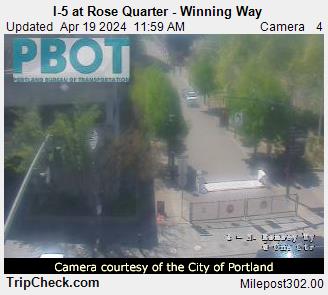 I-5 at Rose Quarter - Winning Way
Updated Apr 19 2024 11:59 AM Camera 4
PBOT
PORTLAND BUREAU OF TRANSPORTATION
Camera courtesy of the City of Portland
TripCheck.com Milepost302.00